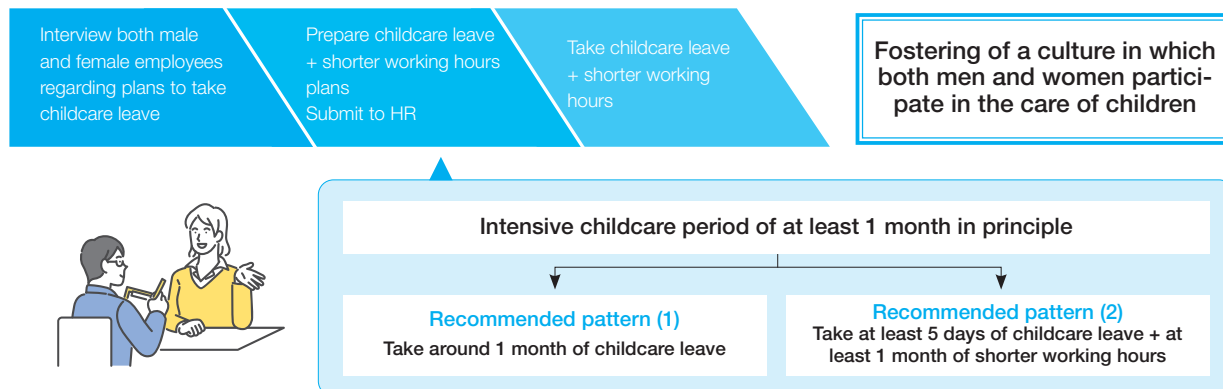 Interview both male
and female employees
regarding plans to take
childcare leave
Prepare childcare leave
+ shorter working hours
plans
Submit to HR
Take childcare leave
+ shorter working
hours
Fostering of a culture in which
both men and women partici-
pate in the care of children
Intensive childcare period of at least 1 month in principle
Recommended pattern (1)
Take around 1 month of childcare leave
Recommended pattern (2)
Take at least 5 days of childcare leave + at
least 1 month of shorter working hours